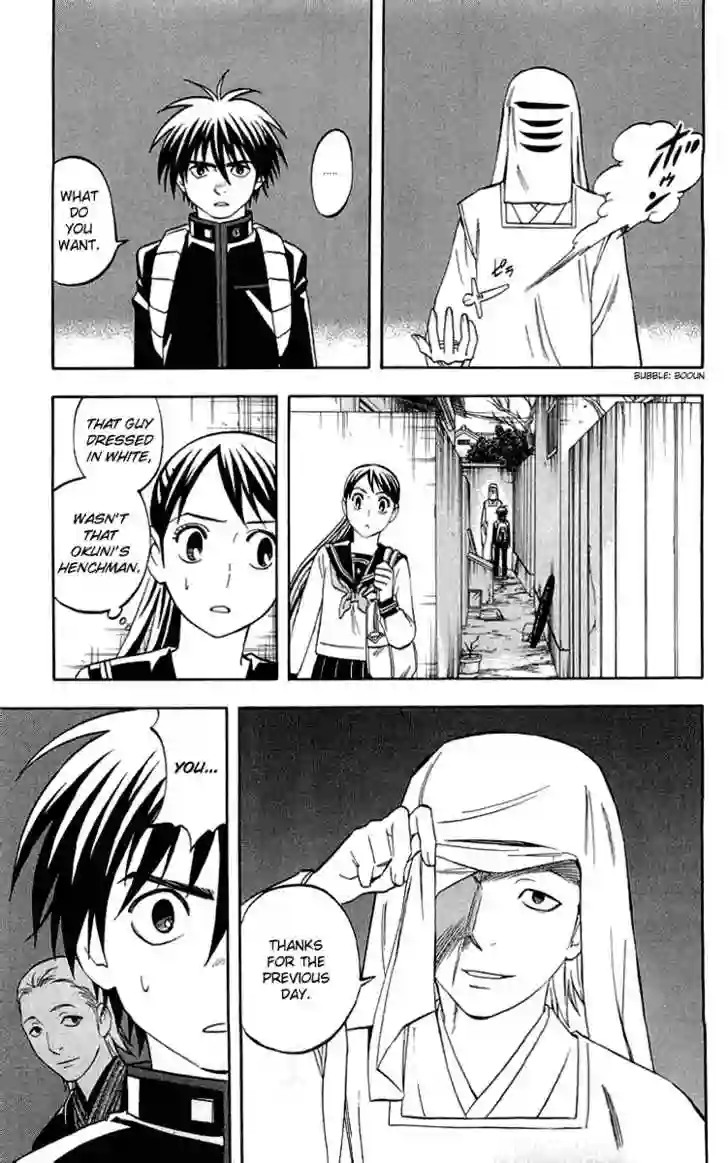 ボウン
ピラ
BUBBLE: BOOUN
......
WHAT
DO
YOU
WANT.
THAT GUY
DRESSED
IN WHITE,
WASN'T
THAT
OKUNI'S
HENCHMAN.
THANKS
FOR THE
PREVIOUS
DAY.
YOU...